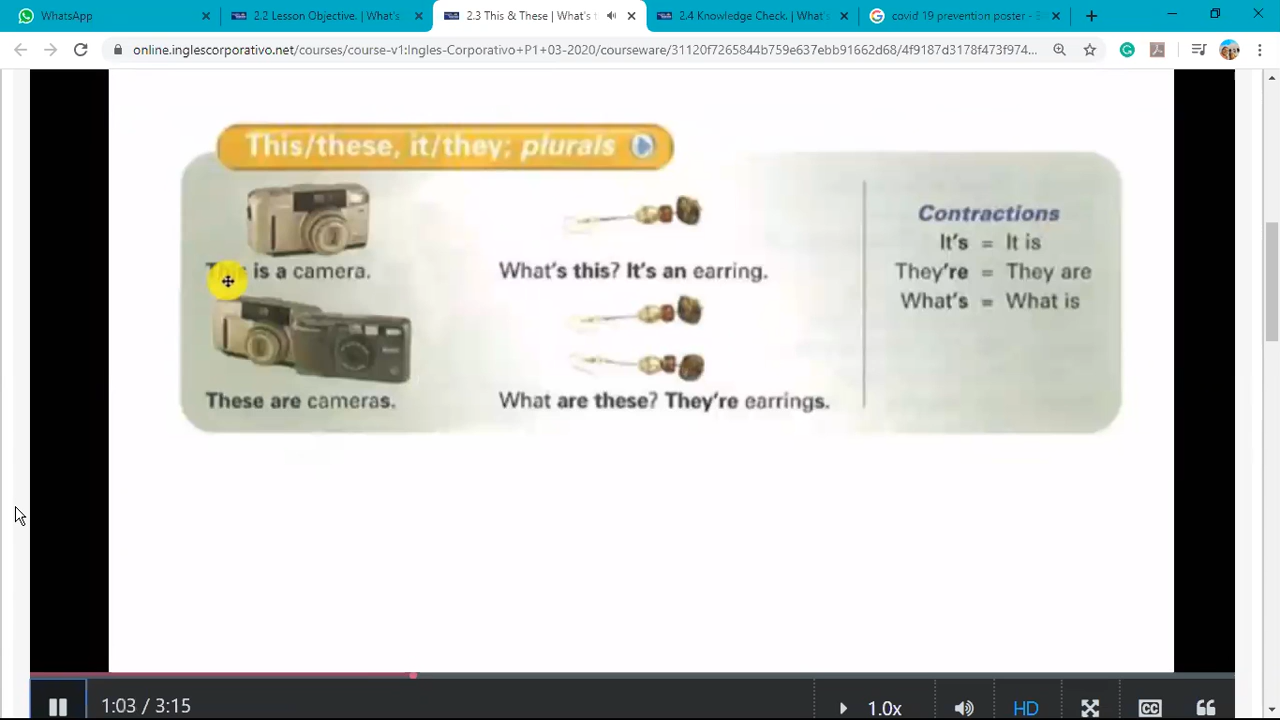 WhatsApp
2.2 Lesson Objective. | What's
2.3 This & These | What's
2.4 Knowledge Check. | What's
covid 19 prevention poster -
online.inglescorporativo.net/courses/course-v1:Ingles-Corporativo+P1+03-2020/courseware/31120f7265844b759e637ebb91662d68/4f9187d3178f473f974...
This/these, it/they; plurals
This is a camera.
What's this? It's an earring.
These are cameras.
What are these? They're earrings.
Contractions
It's = It is
They're = They are
What's = What is
1:03 / 3:15
1.0x
HD
CC